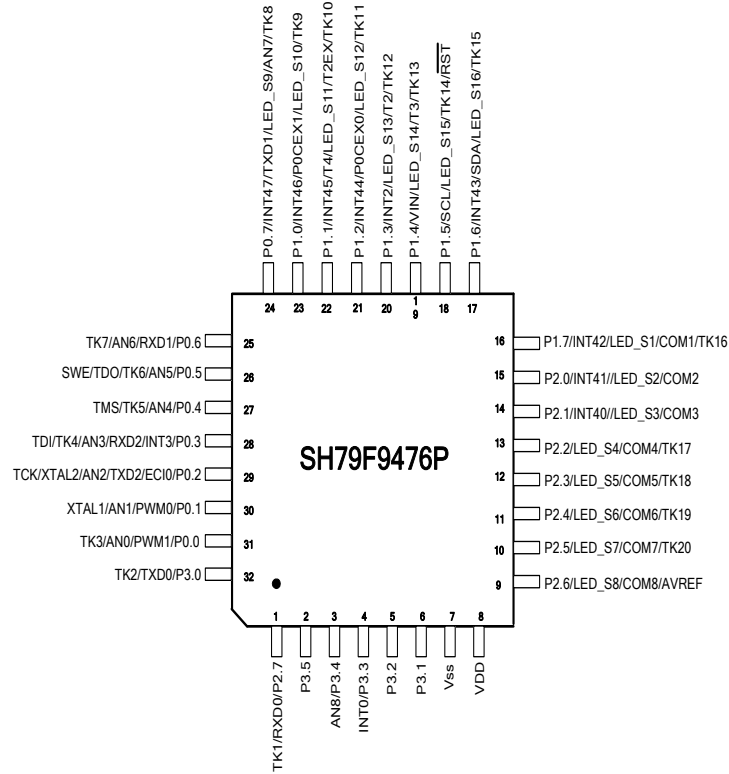 P0.7/INT47/TXD1/LED_S9/AN7/TK8
P1.0/INT46/P0CEX1/LED_S10/TK9
P1.1/INT45/T4/LED_S11/T2EX/TK10
P1.2/INT44/P0CEX0/LED_S12/TK11
P1.3/INT2/LED_S13/T2/TK12
P1.4/VIN/LED_S14/T3/TK13
P1.5/SCL/LED_S15/TK14/RST
P1.6/INT43/SDA/LED_S16/TK15
24
23
22
21
20
19
18
17
TK7/AN6/RXD1/P0.6
25
SWE/TDO/TK6/AN5/P0.5
26
TMS/TK5/AN4/P0.4
27
TDI/TK4/AN3/RXD2/INT3/P0.3
28
TCK/XTAL2/AN2/TXD2/ECI0/P0.2
29
XTAL1/AN1/PWM0/P0.1
30
TK3/AN0/PWM1/P0.0
31
TK2/TXD0/P3.0
32
SH79F9476P
16
P1.7/INT42/LED_S1/COM1/TK16
15
P2.0/INT41//LED_S2/COM2
14
P2.1/INT40//LED_S3/COM3
13
P2.2/LED_S4/COM4/TK17
12
P2.3/LED_S5/COM5/TK18
11
P2.4/LED_S6/COM6/TK19
10
P2.5/LED_S7/COM7/TK20
9
P2.6/LED_S8/COM8/AVREF
1
2
3
4
5
6
7
8
TK1/RXD0/P2.7
P3.5
AN8/P3.4
INT0/P3.3
P3.2
P3.1
Vss
VDD